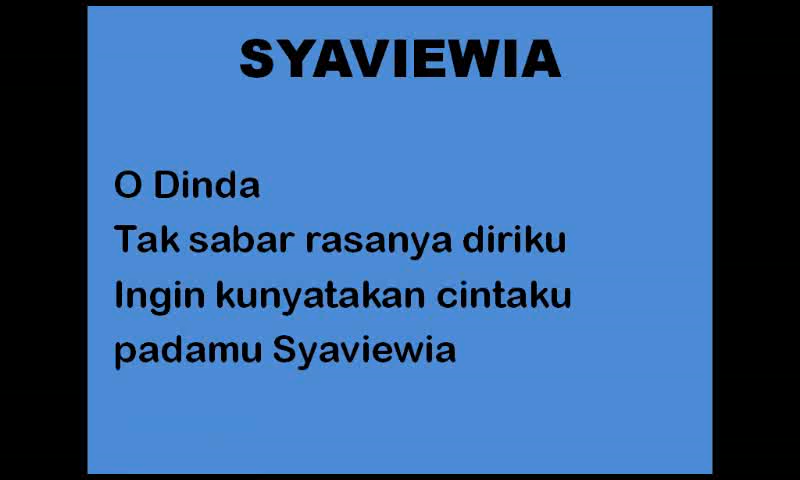 SYAVIEWIA
O Dinda
Tak sabar rasanya diriku
Ingin kunyatakan cintaku
padamu Syaviewia